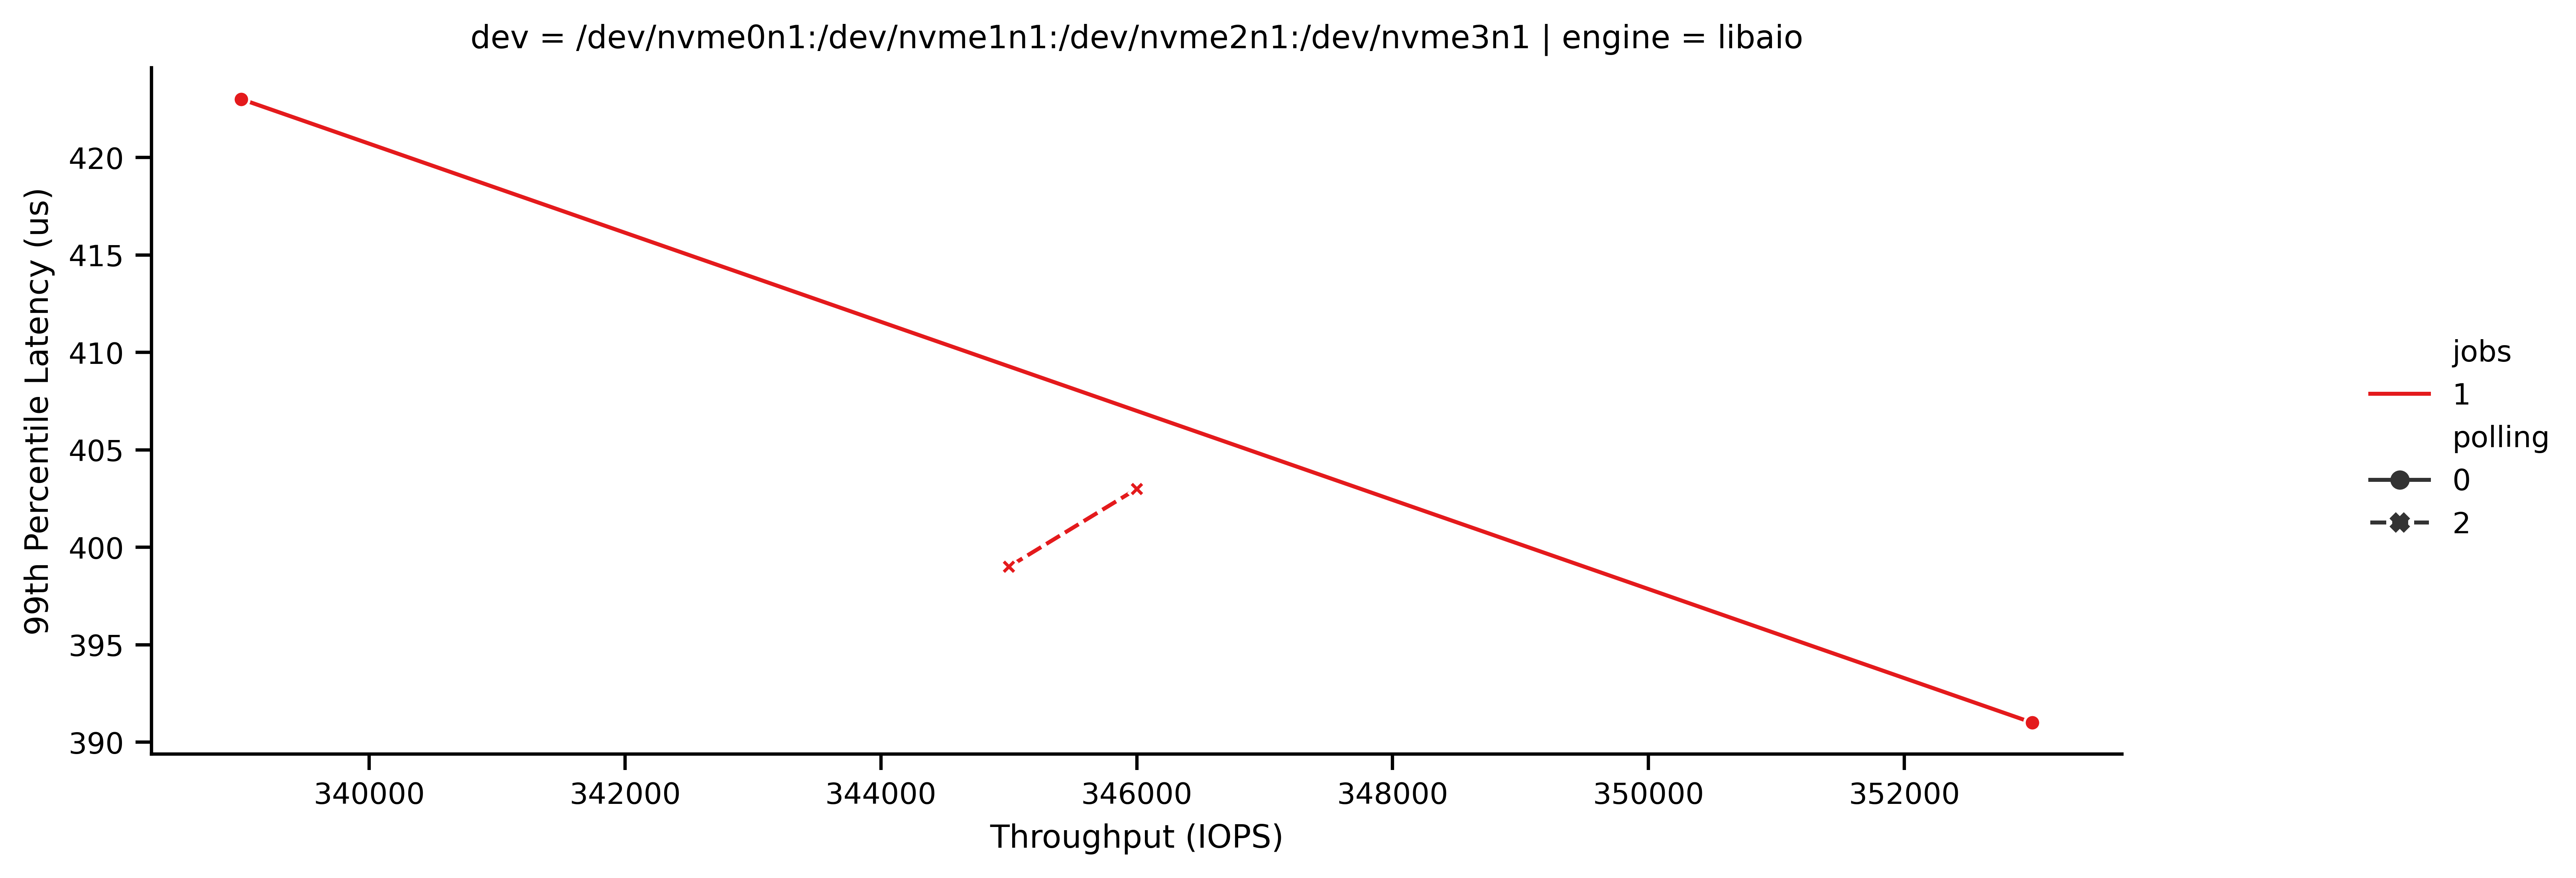 dev = /dev/nvme0n1:/dev/nvme1n1:/dev/nvme2n1:/dev/nvme3n1 | engine = libaio
99th Percentile Latency (us)
420
415
410
405
400
395
390
340000 342000 344000 346000 348000 350000 352000
Throughput (IOPS)
jobs
1
polling
0
2